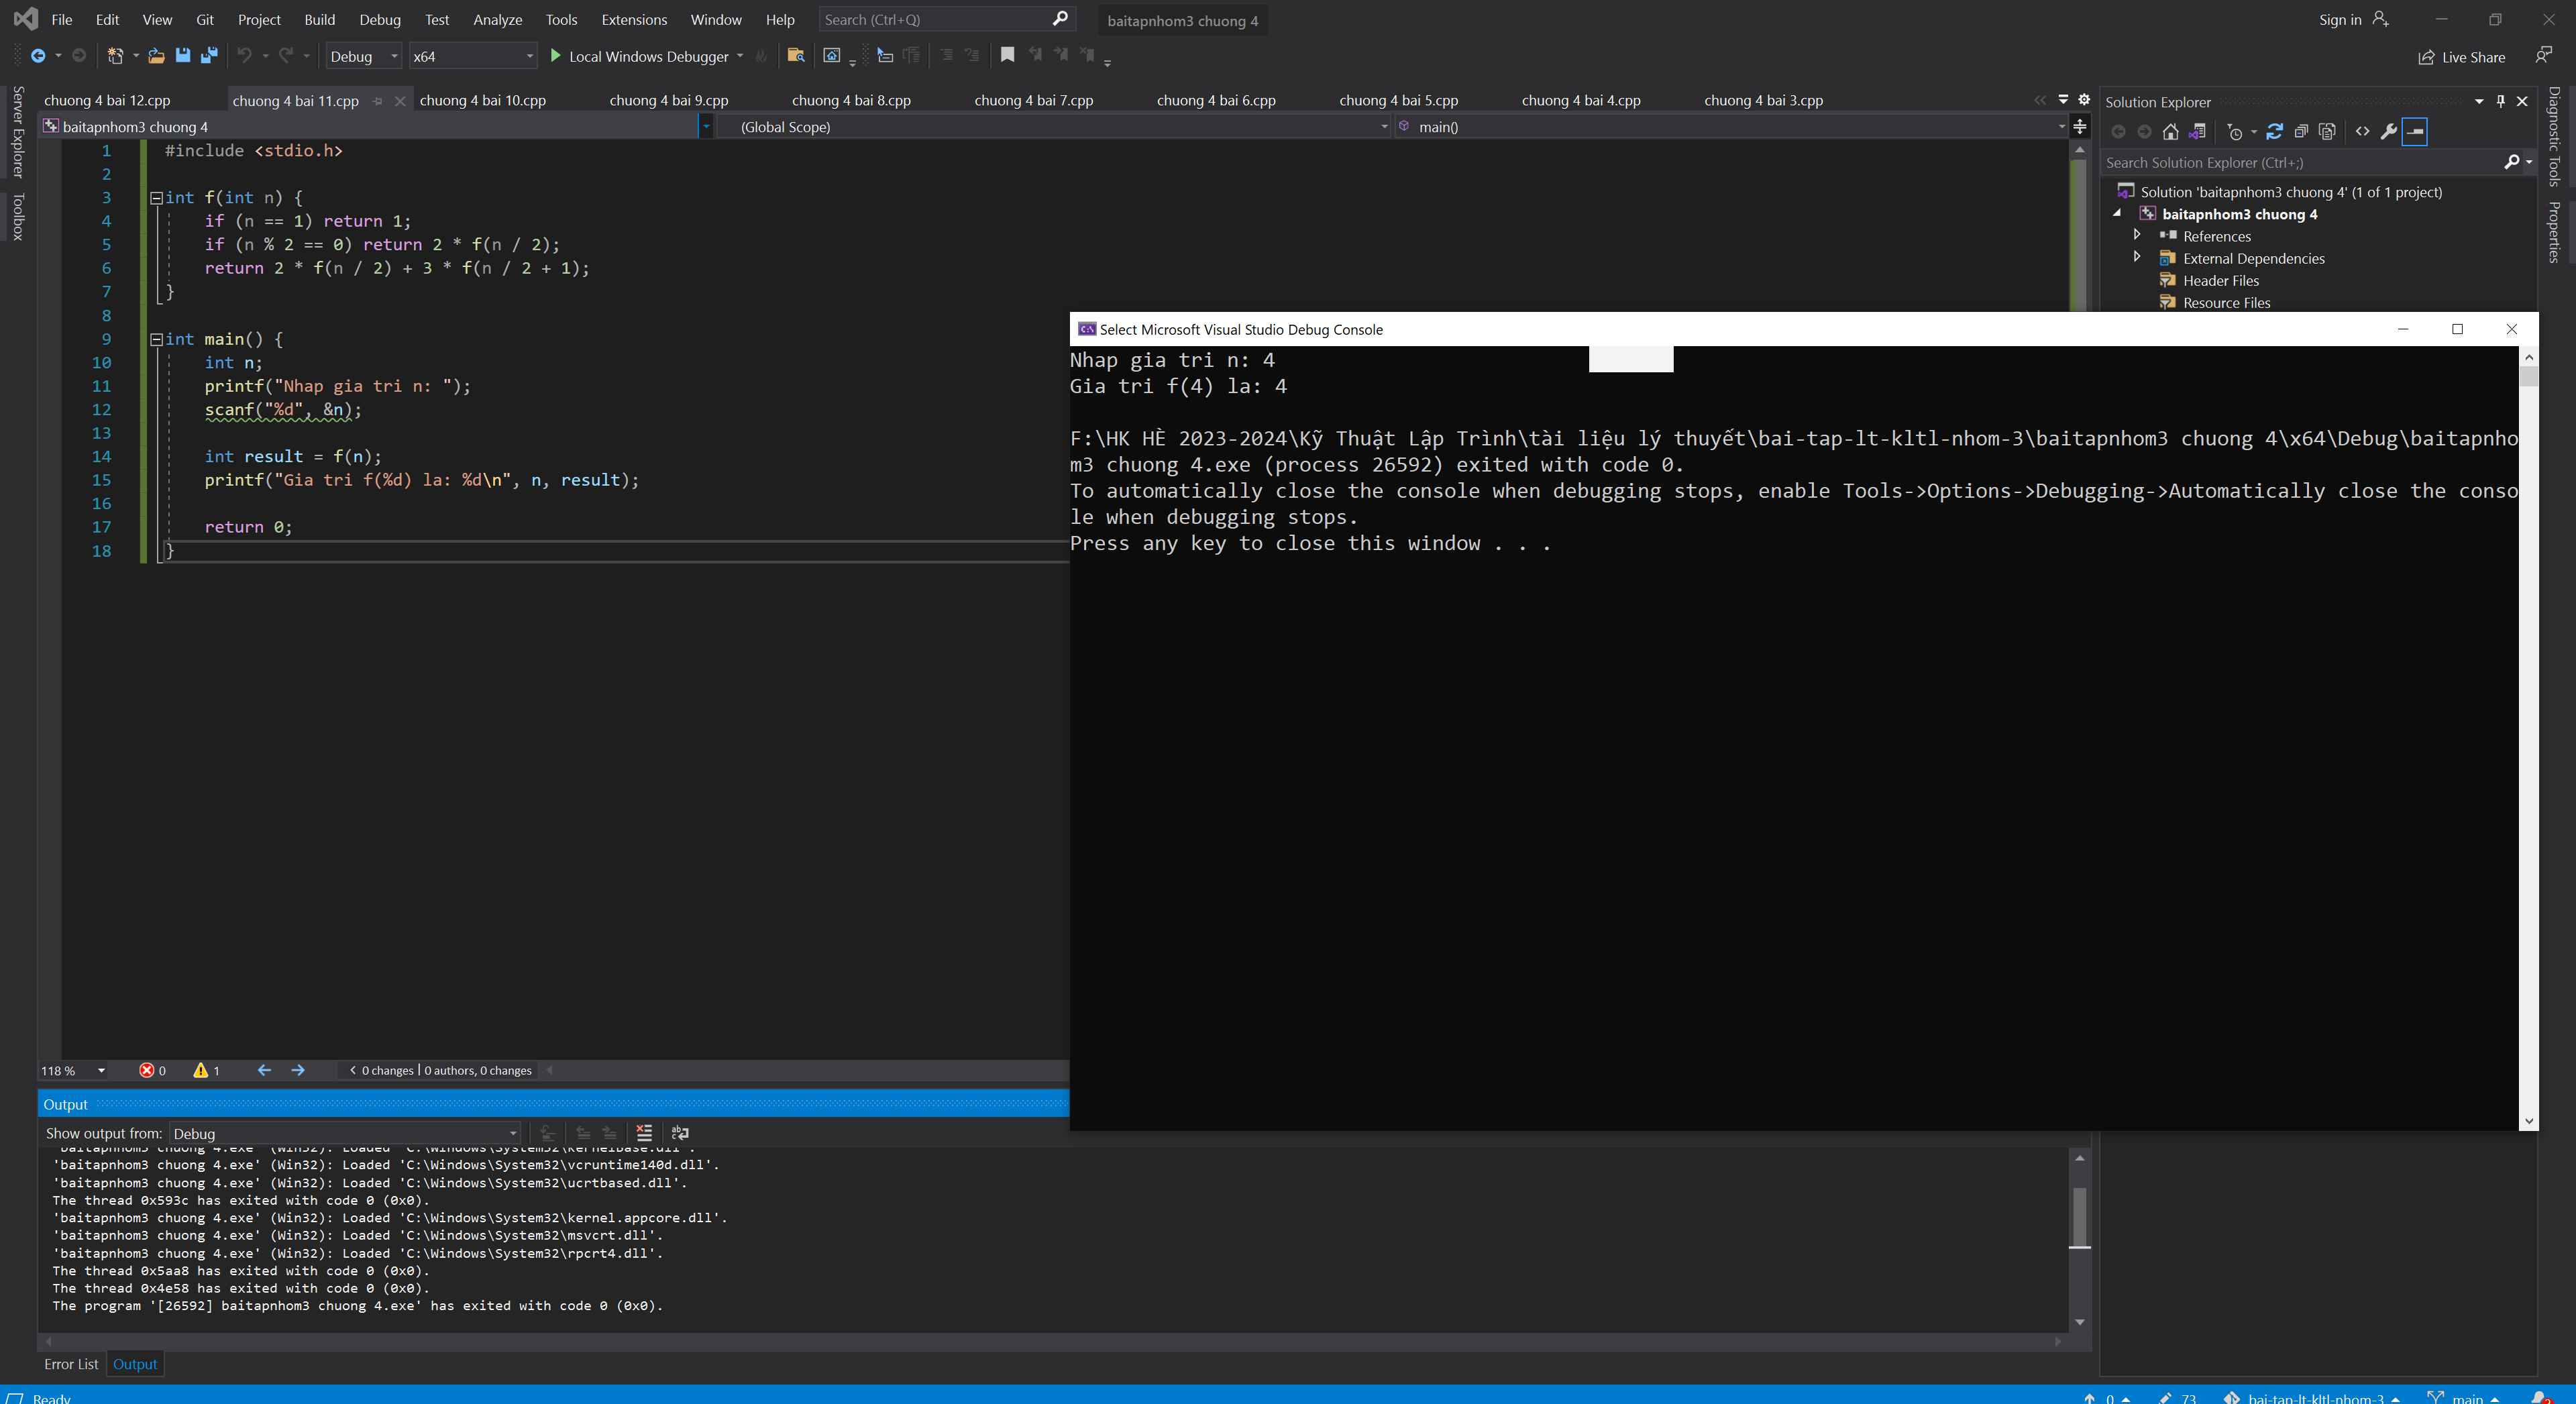 File Edit View Git Project Build Debug Test Analyze Tools Extensions Window Help Search (Ctrl+Q) baitapnhom3 chuong 4 Sign in
Debug x64 Local Windows Debugger Live Share
chuong 4 bai 12.cpp chuong 4 bai 11.cpp chuong 4 bai 10.cpp chuong 4 bai 9.cpp chuong 4 bai 8.cpp chuong 4 bai 7.cpp chuong 4 bai 6.cpp chuong 4 bai 5.cpp chuong 4 bai 4.cpp chuong 4 bai 3.cpp
baitapnhom3 chuong 4 (Global Scope) main()
Server Explorer
Toolbox
1 #include <stdio.h>
2
3 int f(int n) {
4 if (n == 1) return 1;
5 if (n % 2 == 0) return 2 * f(n / 2);
6 return 2 * f(n / 2) + 3 * f(n / 2 + 1);
7 }
8
9 int main() {
10 int n;
11 printf("Nhap gia tri n: ");
12 scanf("%d", &n);
13
14 int result = f(n);
15 printf("Gia tri f(%d) la: %d\n", n, result);
16
17 return 0;
18 }
Solution Explorer
Search Solution Explorer (Ctrl+;)
Solution 'baitapnhom3 chuong 4' (1 of 1 project)
baitapnhom3 chuong 4
References
External Dependencies
Header Files
Resource Files
Diagnostic Tools
Properties
Select Microsoft Visual Studio Debug Console
Nhap gia tri n: 4
Gia tri f(4) la: 4
F:\HK HÈ 2023-2024\Kỹ Thuật Lập Trình\tài liệu lý thuyết\bai-tap-lt-kltl-nhom-3\baitapnhom3 chuong 4\x64\Debug\baitapnho
m3 chuong 4.exe (process 26592) exited with code 0.
To automatically close the console when debugging stops, enable Tools->Options->Debugging->Automatically close the conso
le when debugging stops.
Press any key to close this window . . .
118 % 0 1 0 changes | 0 authors, 0 changes
Output
Show output from: Debug
'baitapnhom3 chuong 4.exe' (Win32): Loaded 'C:\Windows\System32\KernelBase.dll'.
'baitapnhom3 chuong 4.exe' (Win32): Loaded 'C:\Windows\System32\vcruntime140d.dll'.
'baitapnhom3 chuong 4.exe' (Win32): Loaded 'C:\Windows\System32\ucrtbased.dll'.
The thread 0x593c has exited with code 0 (0x0).
'baitapnhom3 chuong 4.exe' (Win32): Loaded 'C:\Windows\System32\kernel.appcore.dll'.
'baitapnhom3 chuong 4.exe' (Win32): Loaded 'C:\Windows\System32\msvcrt.dll'.
'baitapnhom3 chuong 4.exe' (Win32): Loaded 'C:\Windows\System32\rpcrt4.dll'.
The thread 0x5aa8 has exited with code 0 (0x0).
The thread 0x4e58 has exited with code 0 (0x0).
The program '[26592] baitapnhom3 chuong 4.exe' has exited with code 0 (0x0).
Error List Output
Ready 0 73 bai-tap-lt-kltl-nhom-3 main